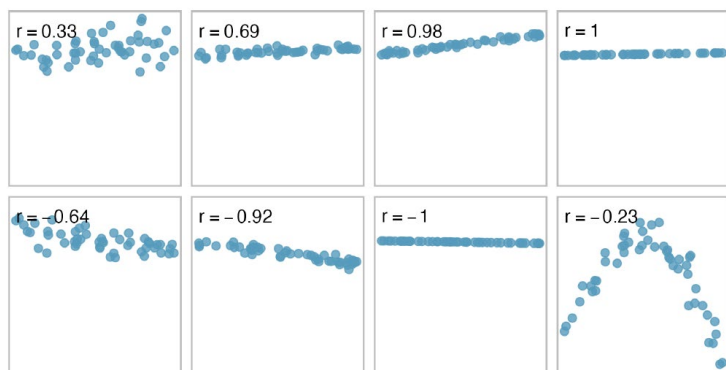 r = 0.33
r = 0.69
r = 0.98
r = 1
r = −0.64
r = −0.92
r = −1
r = −0.23